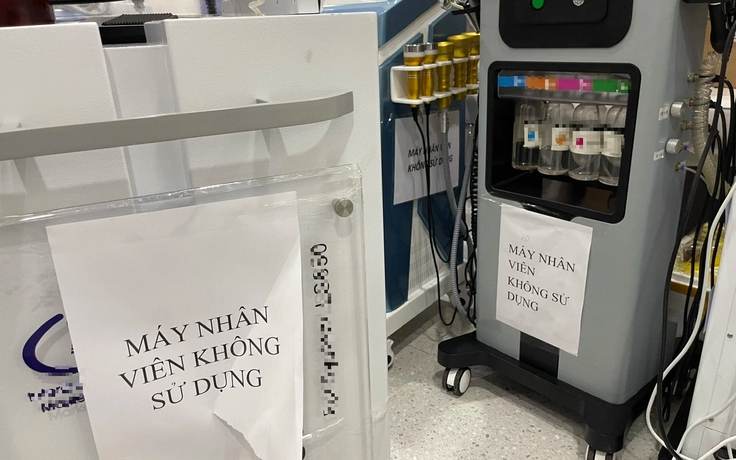 MÁY NHÂN
VIÊN KHÔNG
SỬ DỤNG
MÁY NHÂN VIÊN
KHÔNG SỬ DỤNG
MÁY NHÂN
VIÊN
KHÔNG SỬ
DỤNG